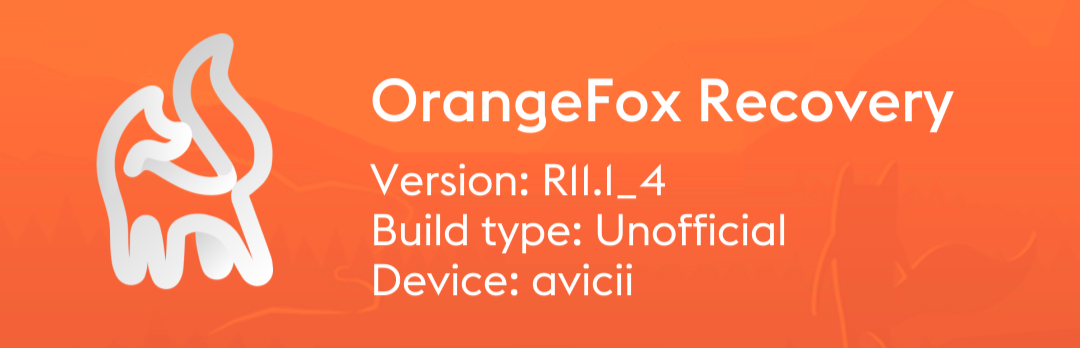 OrangeFox Recovery
Version: R11.1_4
Build type: Unofficial
Device: avicii